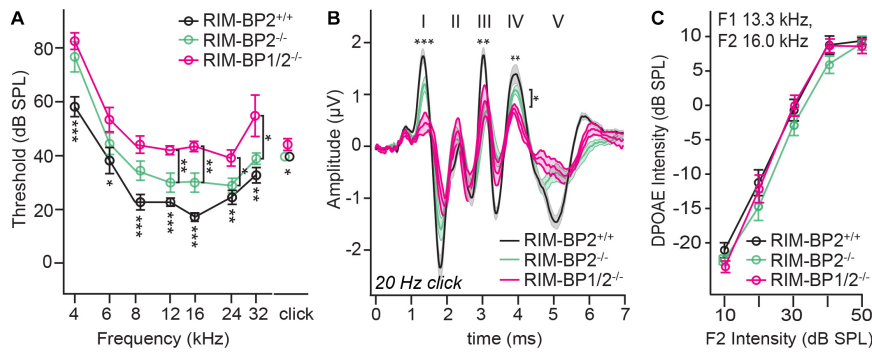 A
RIM-BP2+/+
RIM-BP2-/-
RIM-BP1/2-/-
Threshold (dB SPL)
80
60
40
20
0
***
*
***
***
***
**
**
**
**
*
*
*
4
6
8
12
16
24
32
click
Frequency (kHz)
B
I II III IV V
***
**
**
*
Amplitude (μV)
2
1
0
-1
-2
RIM-BP2+/+
RIM-BP2-/-
RIM-BP1/2-/-
20 Hz click
0 1 2 3 4 5 6 7
time (ms)
C
F1 13.3 kHz,
F2 16.0 kHz
DPOAE Intensity (dB SPL)
10
5
0
-5
-10
-15
-20
RIM-BP2+/+
RIM-BP2-/-
RIM-BP1/2-/-
10 20 30 40 50
F2 Intensity (dB SPL)